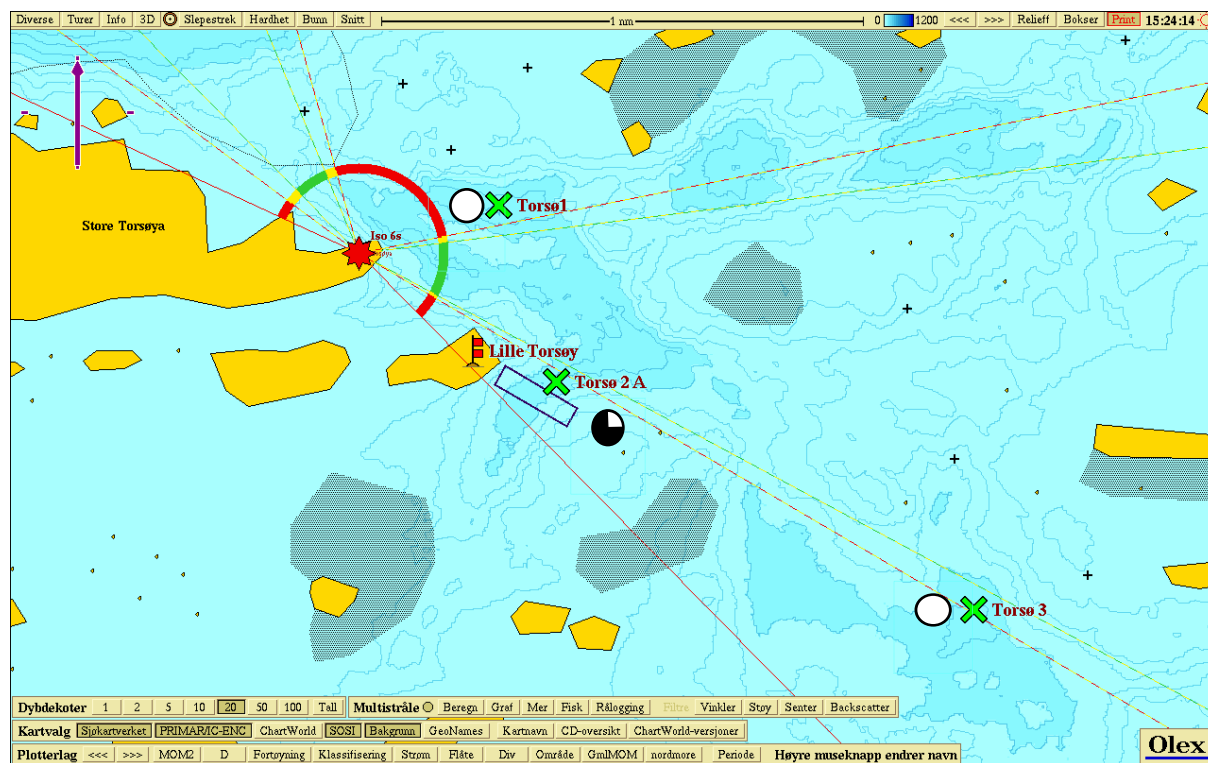 Diverse Turer Info 3D Slepestrek Hardhet Bunn Snitt 1 nm 0 1200 <<< >>> Relieff Bokser Print 15:24:14
Torsø1
Store Torsøya
Iso 6s
Lille Torsøy
Torsø 2 A
Torsø 3
Dybdekoter 1 2 5 10 20 50 100 Tall Multistråle Beregn Graf Mer Fisk Rålogging Filtre Vinkler Støy Senter Backscatter
Kartvalg Sjøkartverket PRIMAR/IC-ENC ChartWorld SOSI Bakgrunn GeoNames Kartnavn CD-oversikt ChartWorld-versjoner
Plotterlag <<< >>> MOM2 D Fortøyning Klassifisering Strøm Flåte Div Område GmlMOM nordmore Periode Høyre museknapp endrer navn
Olex